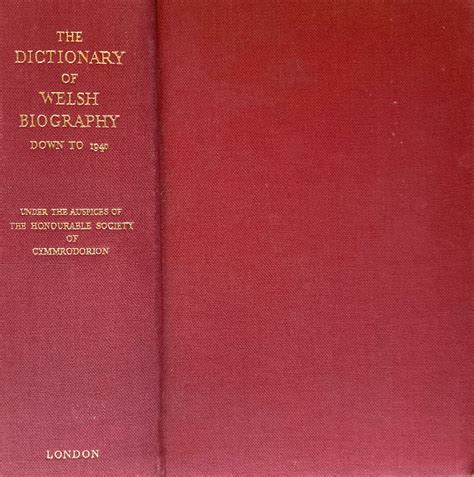 THE
DICTIONARY
OF
WELSH
BIOGRAPHY
DOWN TO 1940
UNDER THE AUSPICES OF
THE HONOURABLE SOCIETY
OF
CYMMRODORION
LONDON